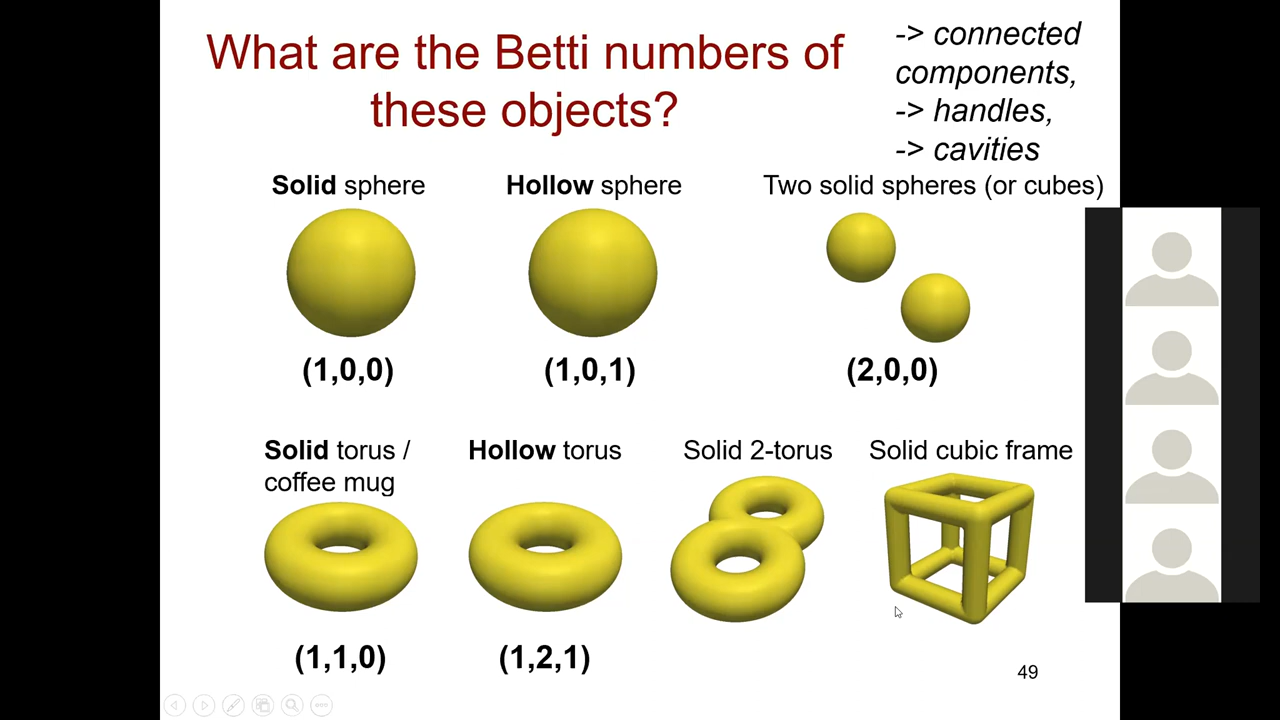 What are the Betti numbers of
these objects?
-> connected
components,
-> handles,
-> cavities
Solid sphere
Hollow sphere
Two solid spheres (or cubes)
(1,0,0)
(1,0,1)
(2,0,0)
Solid torus /
coffee mug
Hollow torus
Solid 2-torus
Solid cubic frame
(1,1,0)
(1,2,1)
49